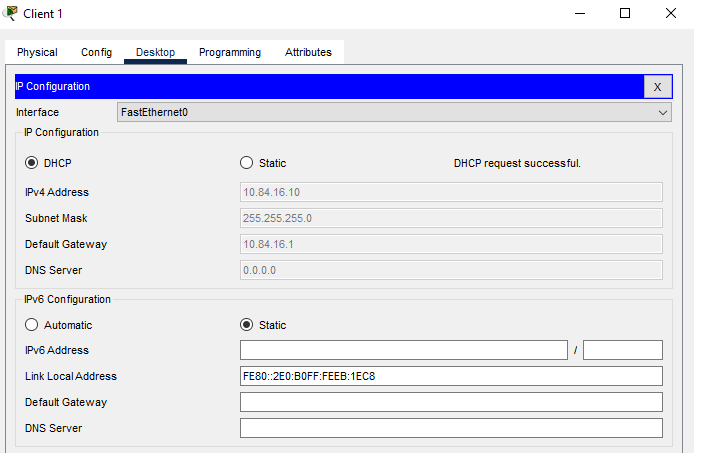 Client 1
Physical Config Desktop Programming Attributes
IP Configuration X
Interface FastEthernet0
IP Configuration
DHCP Static DHCP request successful.
IPv4 Address 10.84.16.10
Subnet Mask 255.255.255.0
Default Gateway 10.84.16.1
DNS Server 0.0.0.0
IPv6 Configuration
Automatic Static
IPv6 Address /
Link Local Address FE80::2E0:B0FF:FEEB:1EC8
Default Gateway
DNS Server